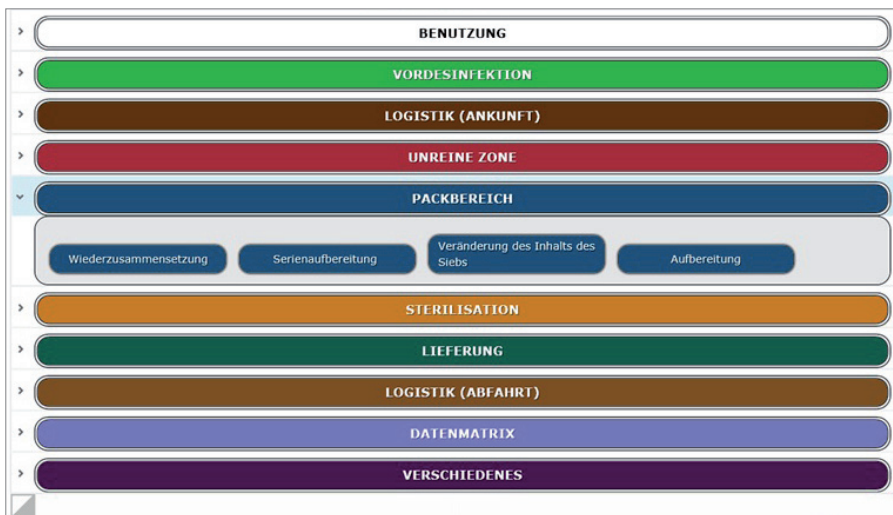 BENUTZUNG
VORDESINFEKTION
LOGISTIK (ANKUNFT)
UNREINE ZONE
PACKBEREICH
Wiederzusammensetzung
Serienaufbereitung
Veränderung des Inhalts des
Siebs
Aufbereitung
STERILISATION
LIEFERUNG
LOGISTIK (ABFAHRT)
DATENMATRIX
VERSCHIEDENES